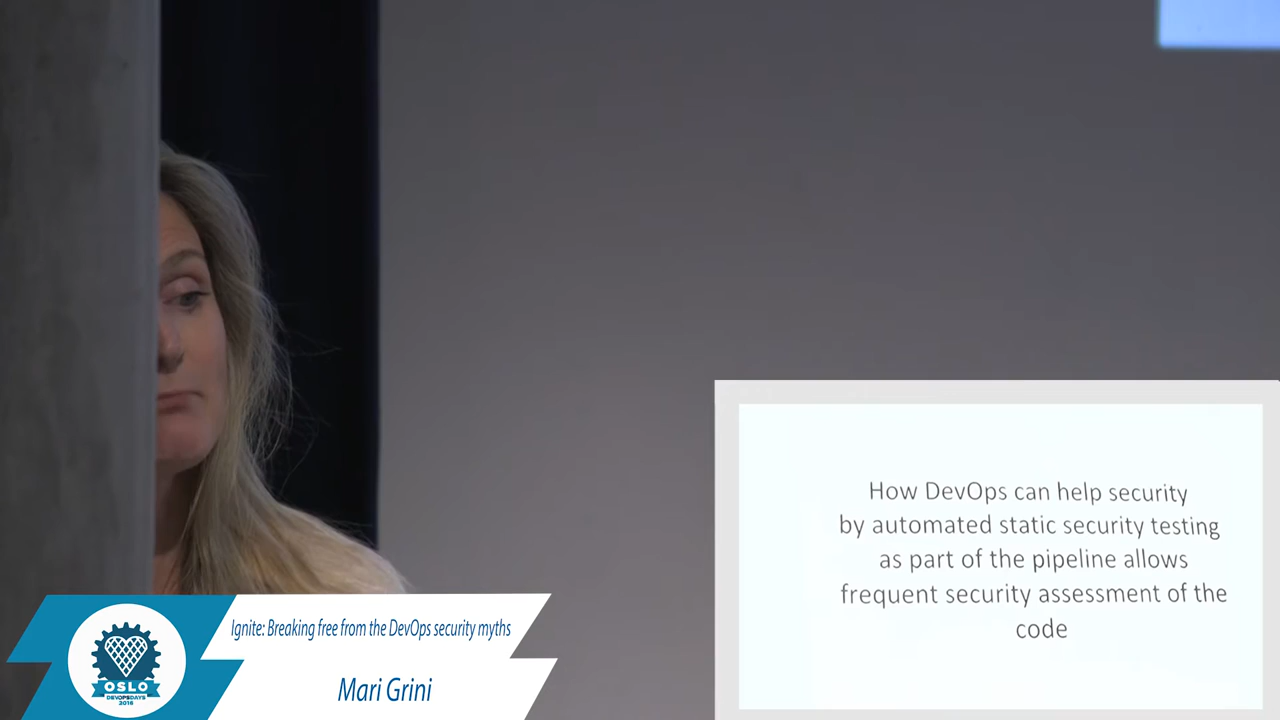 How DevOps can help security
by automated static security testing
as part of the pipeline allows
frequent security assessment of the
code
Ignite: Breaking free from the DevOps security myths
Mari Grini
OSLO
DEVOPSDAYS
2016